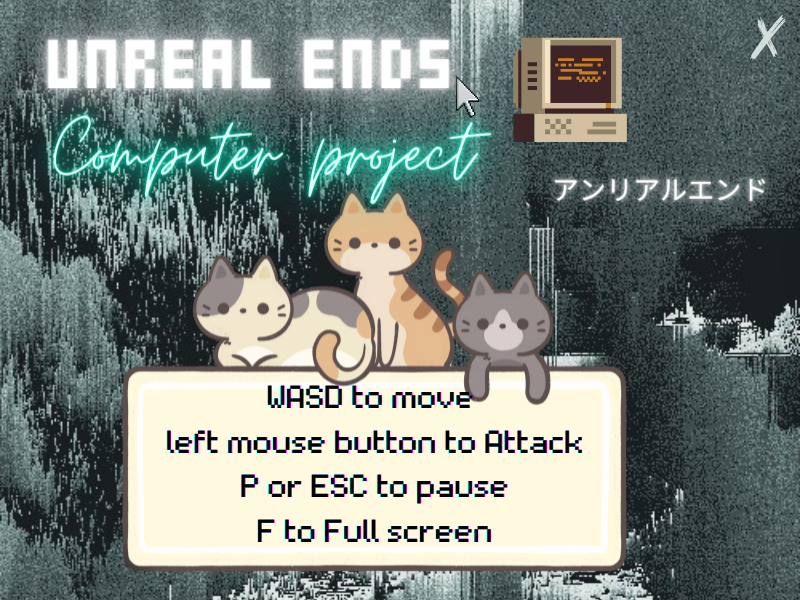 UNREAL ENDS
Computer project
アンリアルエンド
WASD to move
left mouse button to Attack
P or ESC to pause
F to Full screen